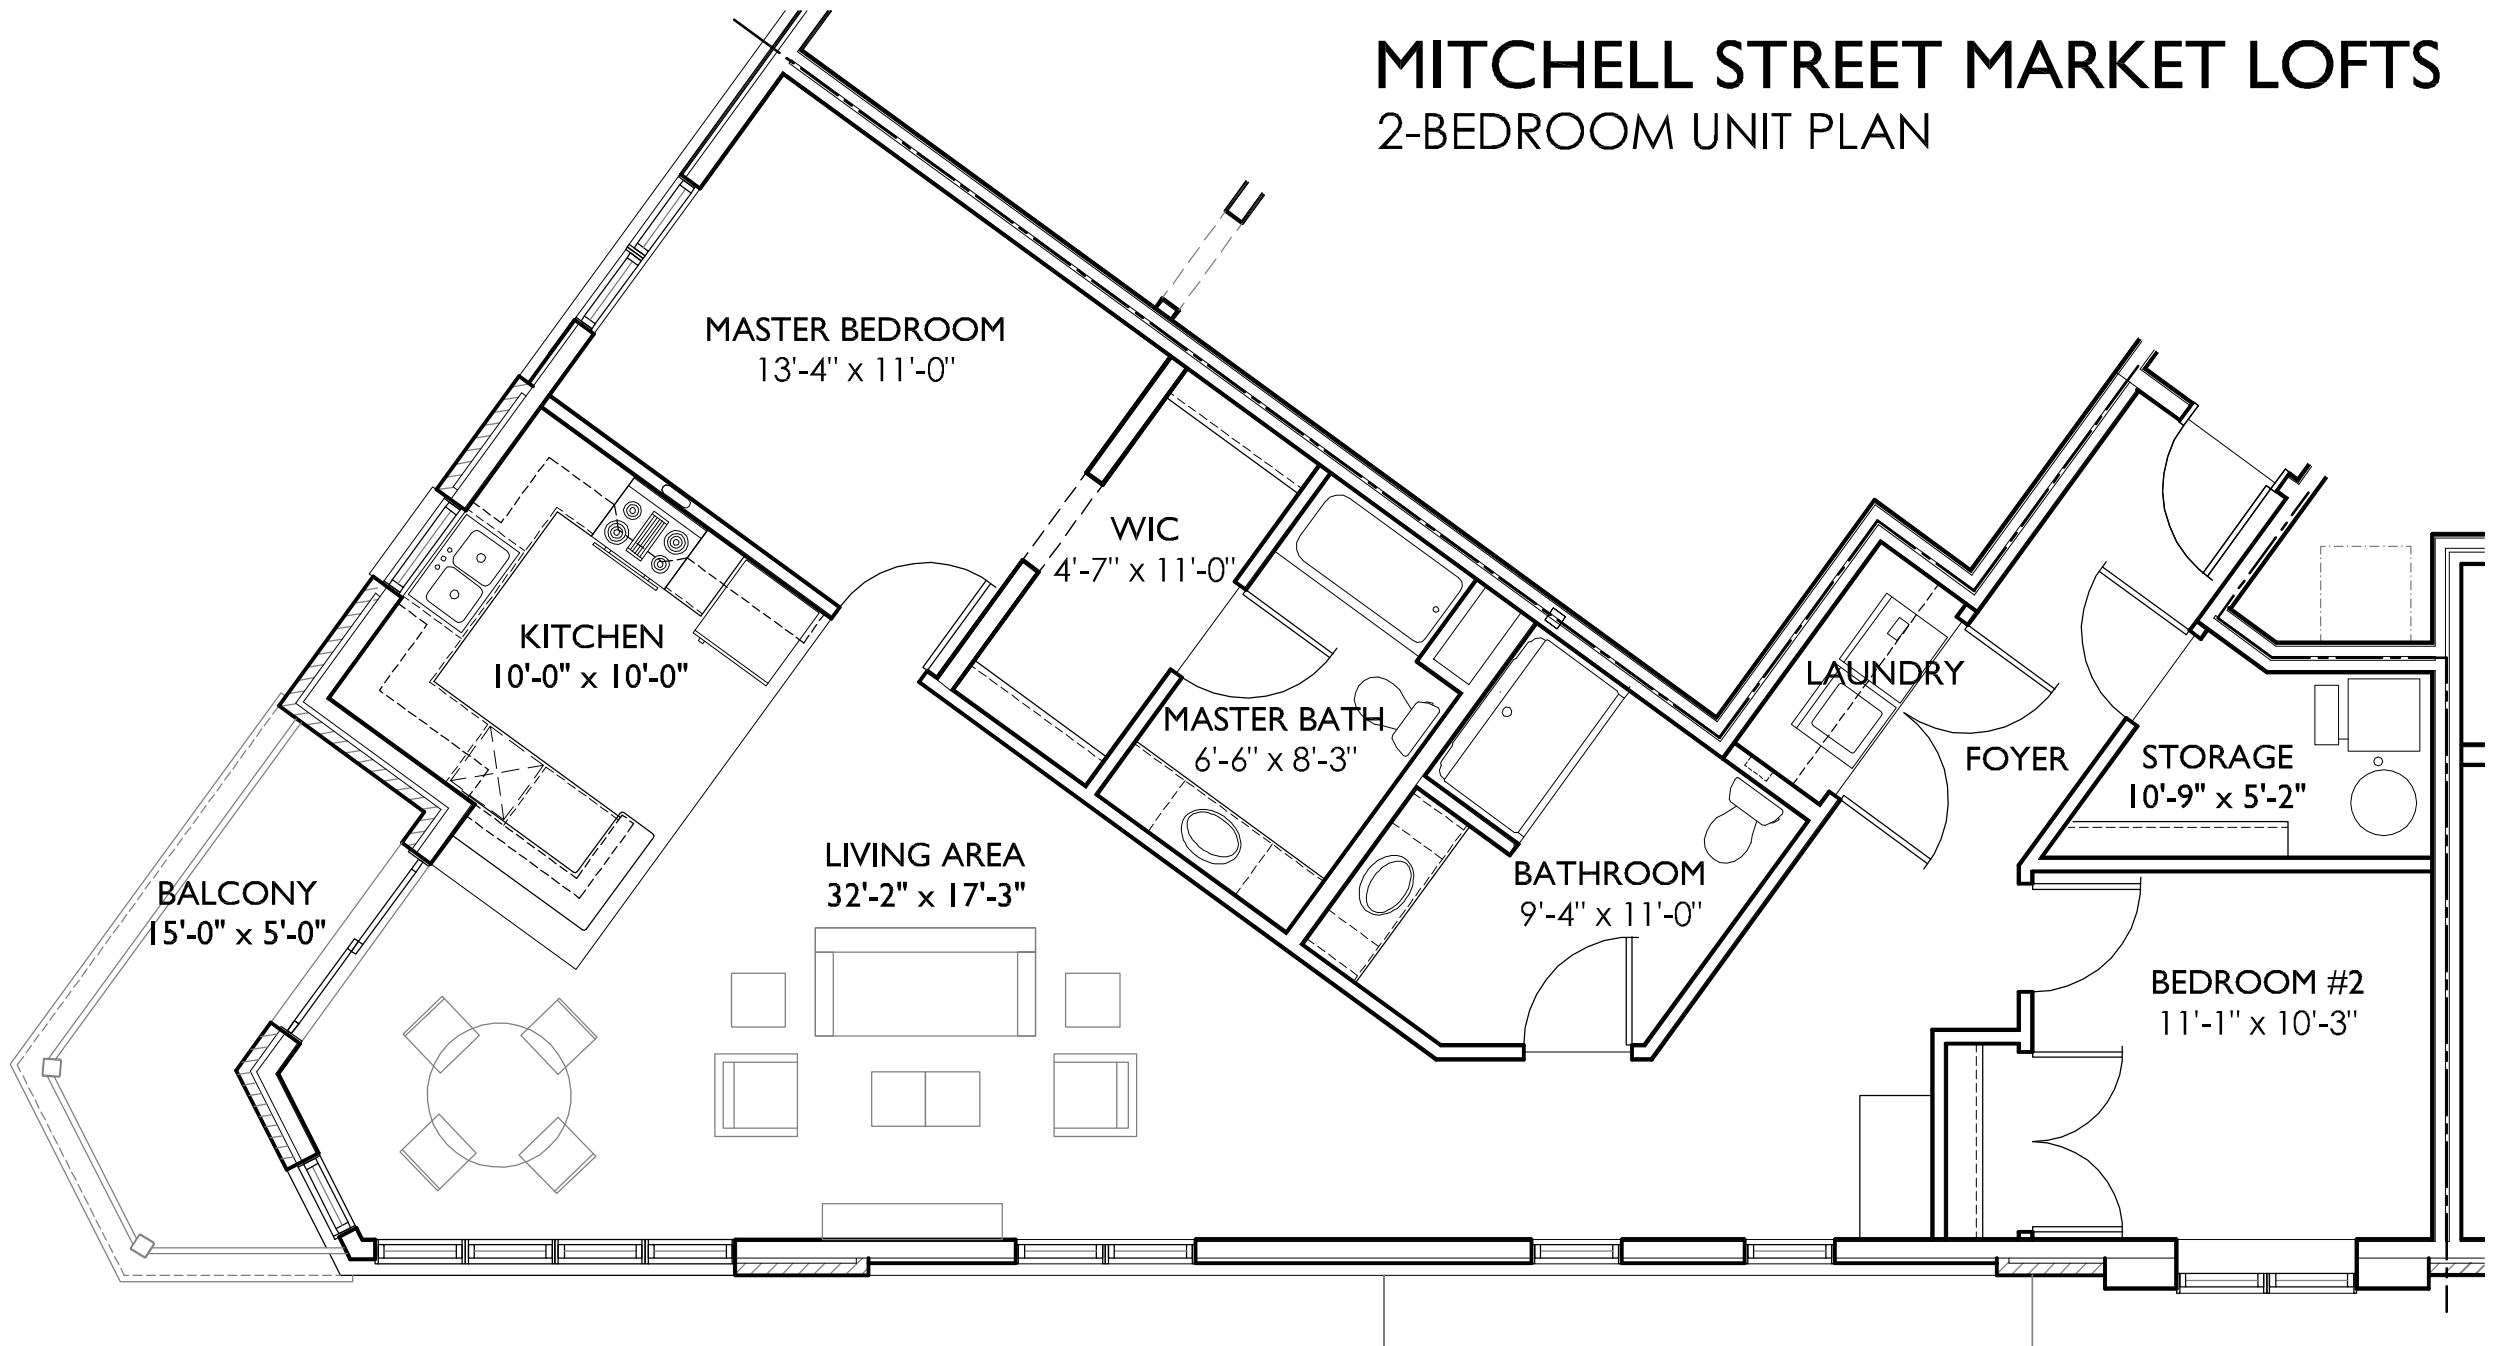 MITCHELL STREET MARKET LOFTS
2-BEDROOM UNIT PLAN
MASTER BEDROOM
13'-4" x 11'-0"
WIC
4'-7" x 11'-0"
KITCHEN
10'-0" x 10'-0"
LAUNDRY
MASTER BATH
6'-6" x 8'-3"
FOYER
STORAGE
10'-9" x 5'-2"
LIVING AREA
32'-2" x 17'-3"
BATHROOM
9'-4" x 11'-0"
BALCONY
15'-0" x 5'-0"
BEDROOM #2
11'-1" x 10'-3"